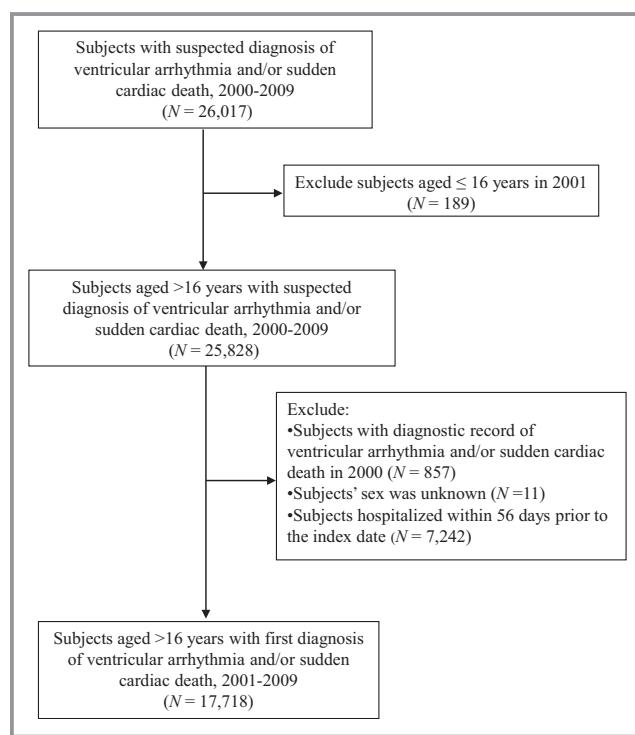 Subjects with suspected diagnosis of
ventricular arrhythmia and/or sudden
cardiac death, 2000-2009
(N = 26,017)
Exclude subjects aged ≤ 16 years in 2001
(N = 189)
Subjects aged >16 years with suspected
diagnosis of ventricular arrhythmia and/or
sudden cardiac death, 2000-2009
(N = 25,828)
Exclude:
•Subjects with diagnostic record of
ventricular arrhythmia and/or sudden cardiac
death in 2000 (N = 857)
•Subjects' sex was unknown (N =11)
•Subjects hospitalized within 56 days prior to
the index date (N = 7,242)
Subjects aged >16 years with first diagnosis
of ventricular arrhythmia and/or sudden
cardiac death, 2001-2009
(N = 17,718)